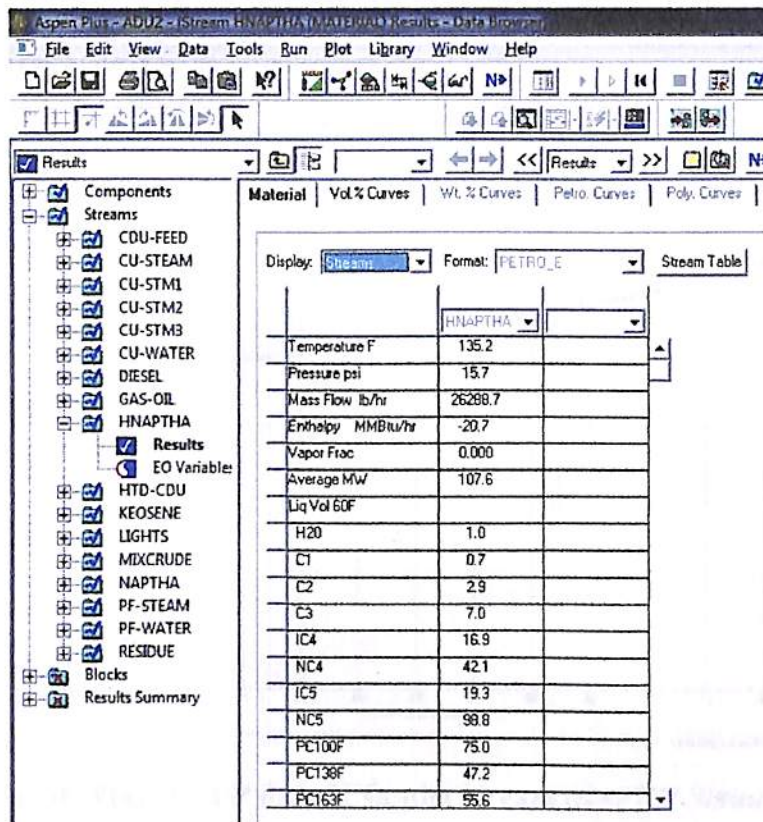 Aspen Plus - ADU2 - Stream HNAPTHA (MATERIAL) Results - Data Browser
File Edit View Data Tools Run Plot Library Window Help
N>
Results
Results
<< Results >>
Components
Streams
CDU-FEED
CU-STEAM
CU-STM1
CU-STM2
CU-STM3
CU-WATER
DIESEL
GAS-OIL
HNAPTHA
Results
EO Variables
HTD-CDU
KEOSENE
LIGHTS
MIXCRUDE
NAPTHA
PF-STEAM
PF-WATER
RESIDUE
Blocks
Results Summary
Material Vol.% Curves Wt. % Curves Petro. Curves Poly. Curves
Display: Streams Format: PETRO_E Stream Table
HNAPTHA
Temperature F 135.2
Pressure psi 15.7
Mass Flow lb/hr 26288.7
Enthalpy MMBtu/hr -20.7
Vapor Frac 0.000
Average MW 107.6
Liq Vol 60F
H20 1.0
C1 0.7
C2 2.9
C3 7.0
IC4 16.9
NC4 42.1
IC5 19.3
NC5 98.8
PC100F 75.0
PC138F 47.2
PC163F 55.6